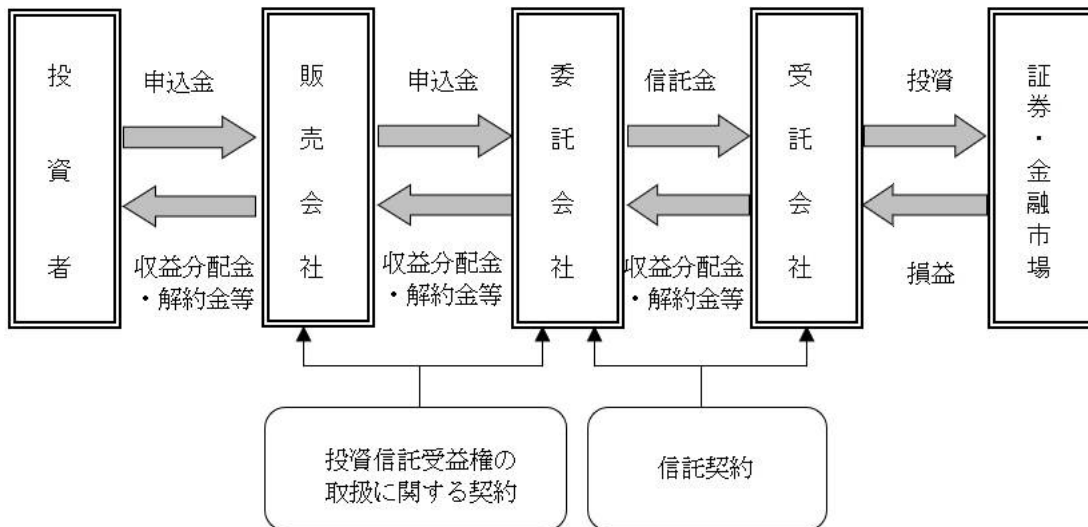 投資者
申込金
収益分配金
・解約金等
販売会社
申込金
収益分配金
・解約金等
委託会社
信託金
収益分配金
・解約金等
受託会社
投資
損益
証券・金融市場
投資信託受益権の
取扱に関する契約
信託契約